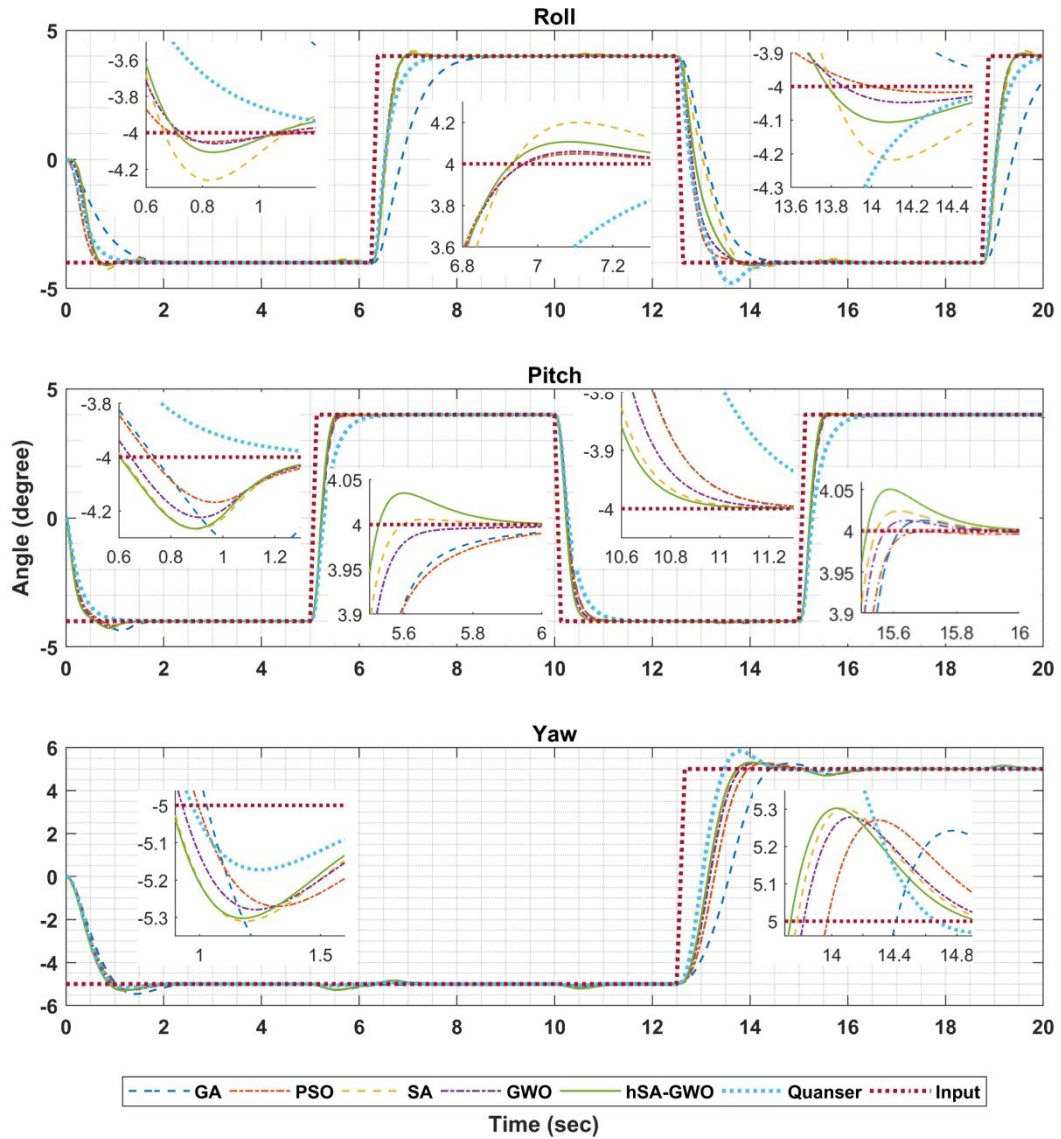 Roll
5
0
-5
-3.6
-3.8
-4
-4.2
0.6 0.8 1
4.2
4
3.8
3.6
6.8 7 7.2
-3.9
-4
-4.1
-4.2
-4.3
13.6 13.8 14 14.2 14.4
0 2 4 6 8 10 12 14 16 18 20
Pitch
Angle (degree)
5
0
-5
-3.8
-4
-4.2
0.6 0.8 1 1.2
4.05
4
3.95
3.9
5.6 5.8 6
-3.8
-3.9
-4
10.6 10.8 11 11.2
4.05
4
3.95
3.9
15.6 15.8 16
0 2 4 6 8 10 12 14 16 18 20
Yaw
6
4
2
0
-2
-4
-6
-5
-5.1
-5.2
-5.3
1 1.5
5.3
5.2
5.1
5
14 14.4 14.8
0 2 4 6 8 10 12 14 16 18 20
GA PSO SA GWO hSA-GWO Quanser Input
Time (sec)